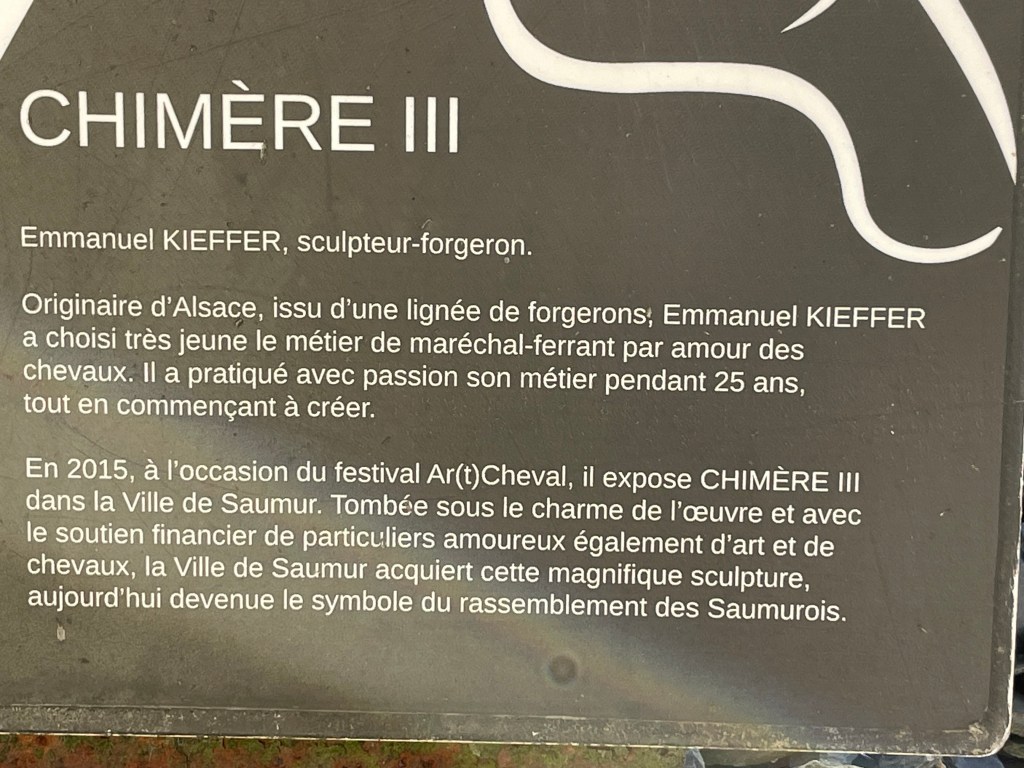 CHIMÈRE III
Emmanuel KIEFFER, sculpteur-forgeron.
Originaire d'Alsace, issu d'une lignée de forgerons, Emmanuel KIEFFER
a choisi très jeune le métier de maréchal-ferrant par amour des
chevaux. Il a pratiqué avec passion son métier pendant 25 ans,
tout en commençant à créer.
En 2015, à l'occasion du festival Ar(t)Cheval, il expose CHIMÈRE III
dans la Ville de Saumur. Tombée sous le charme de l'œuvre et avec
le soutien financier de particuliers amoureux également d'art et de
chevaux, la Ville de Saumur acquiert cette magnifique sculpture,
aujourd'hui devenue le symbole du rassemblement des Saumurois.